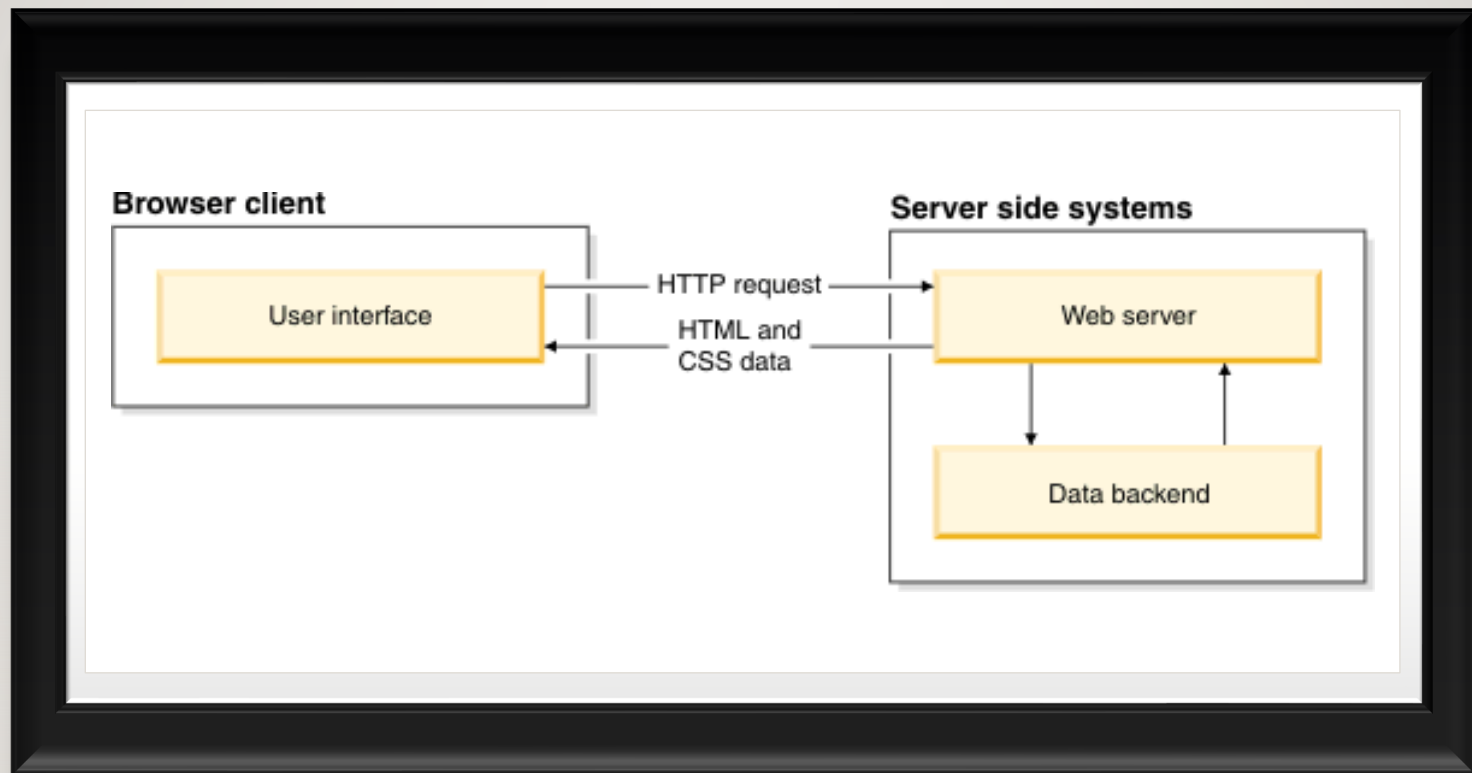 Browser client
Server side systems
User interface
HTTP request
Web server
HTML and
CSS data
Data backend